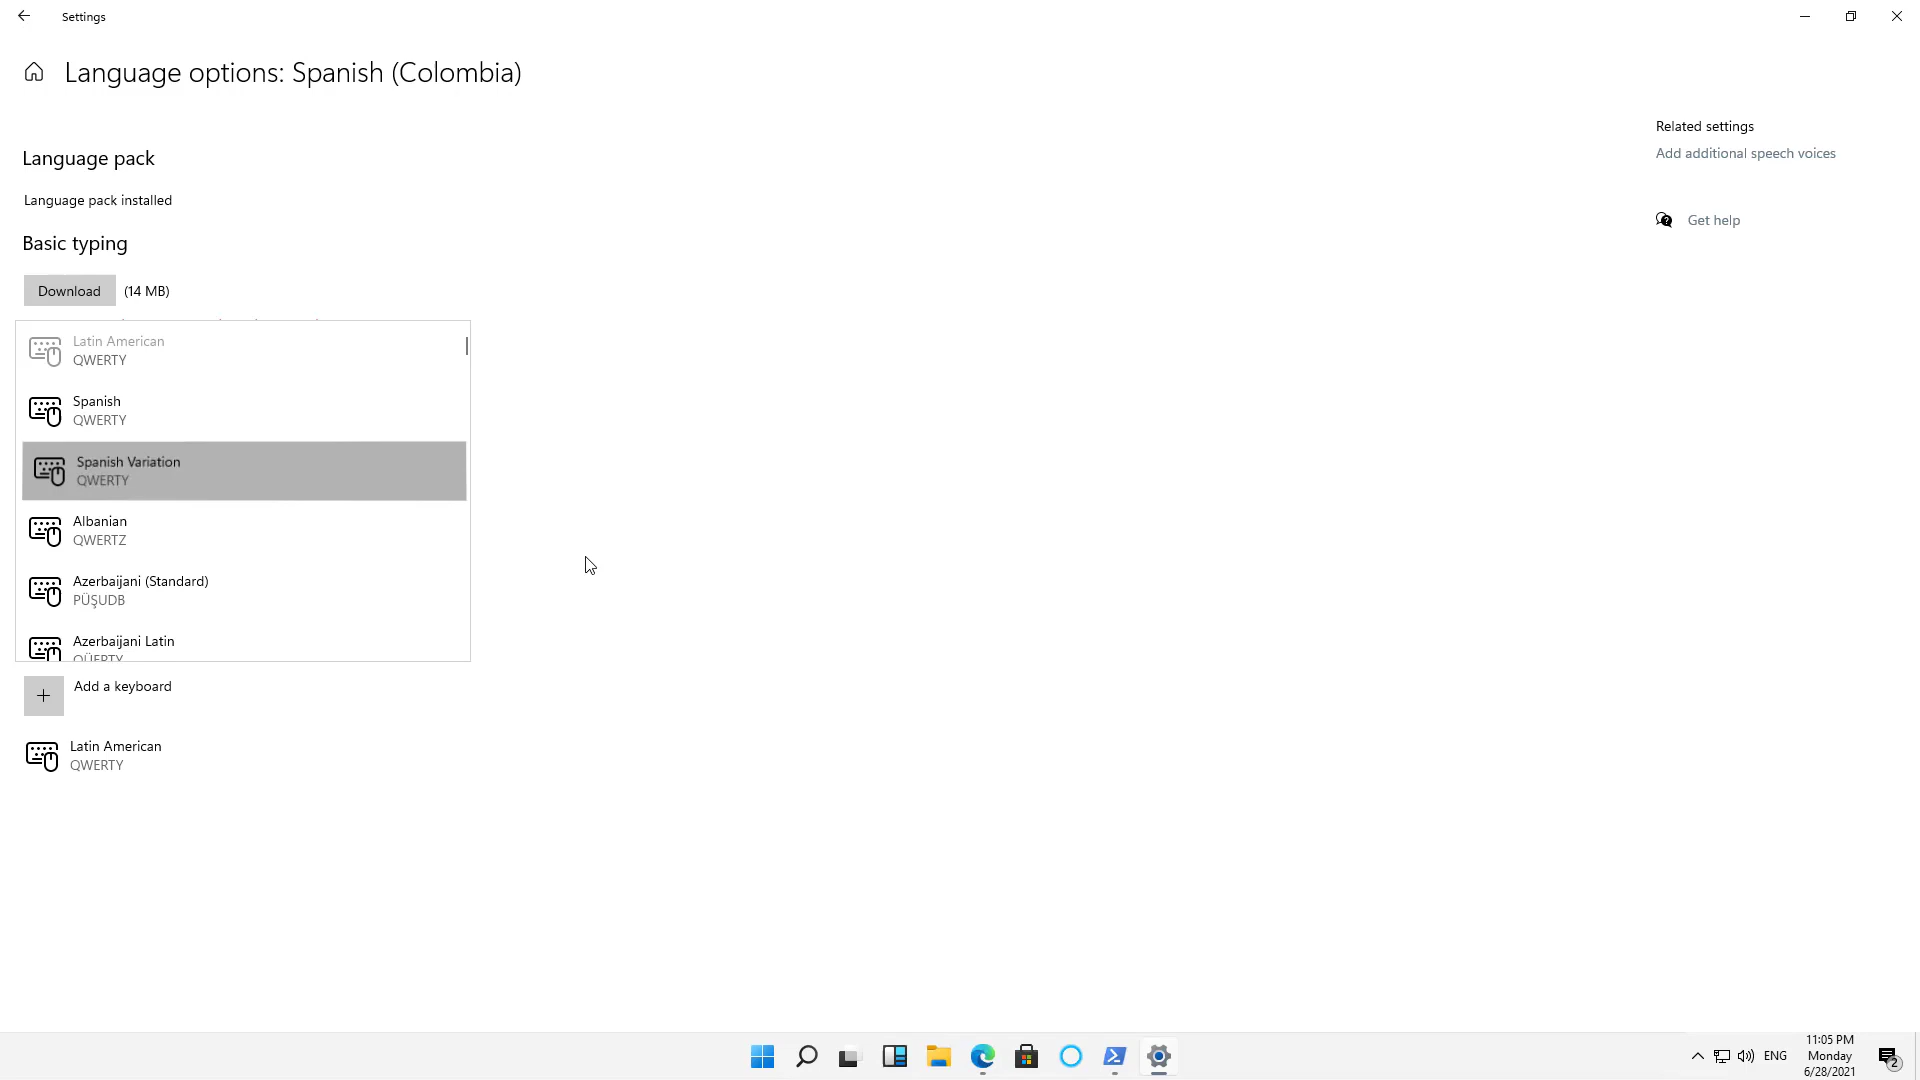 Settings
Language options: Spanish (Colombia)
Related settings
Add additional speech voices
Get help
Language pack
Language pack installed
Basic typing
Download (14 MB)
Latin American
QWERTY
Spanish
QWERTY
Spanish Variation
QWERTY
Albanian
QWERTZ
Azerbaijani (Standard)
PÜŞUDB
Azerbaijani Latin
QÜERTY
Add a keyboard
Latin American
QWERTY
ENG
11:05 PM
Monday
6/28/2021
2